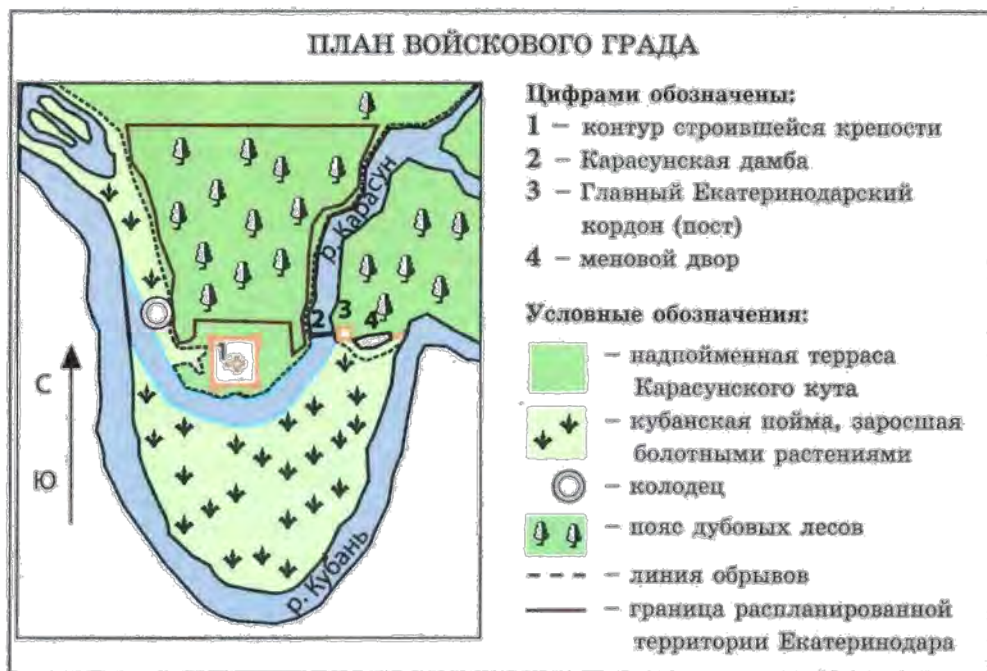 ПЛАН ВОЙСКОВОГО ГРАДА
р. Карасун
2
3
4
1
С
Ю
р. Кубань
Цифрами обозначены:
1 – контур строившейся крепости
2 – Карасунская дамба
3 – Главный Екатеринодарский
кордон (пост)
4 – меновой двор
Условные обозначения:
– надпойменная терраса
Карасунского кута
– кубанская пойма, заросшая
болотными растениями
– колодец
– пояс дубовых лесов
– линия обрывов
– граница распланированной
территории Екатеринодара